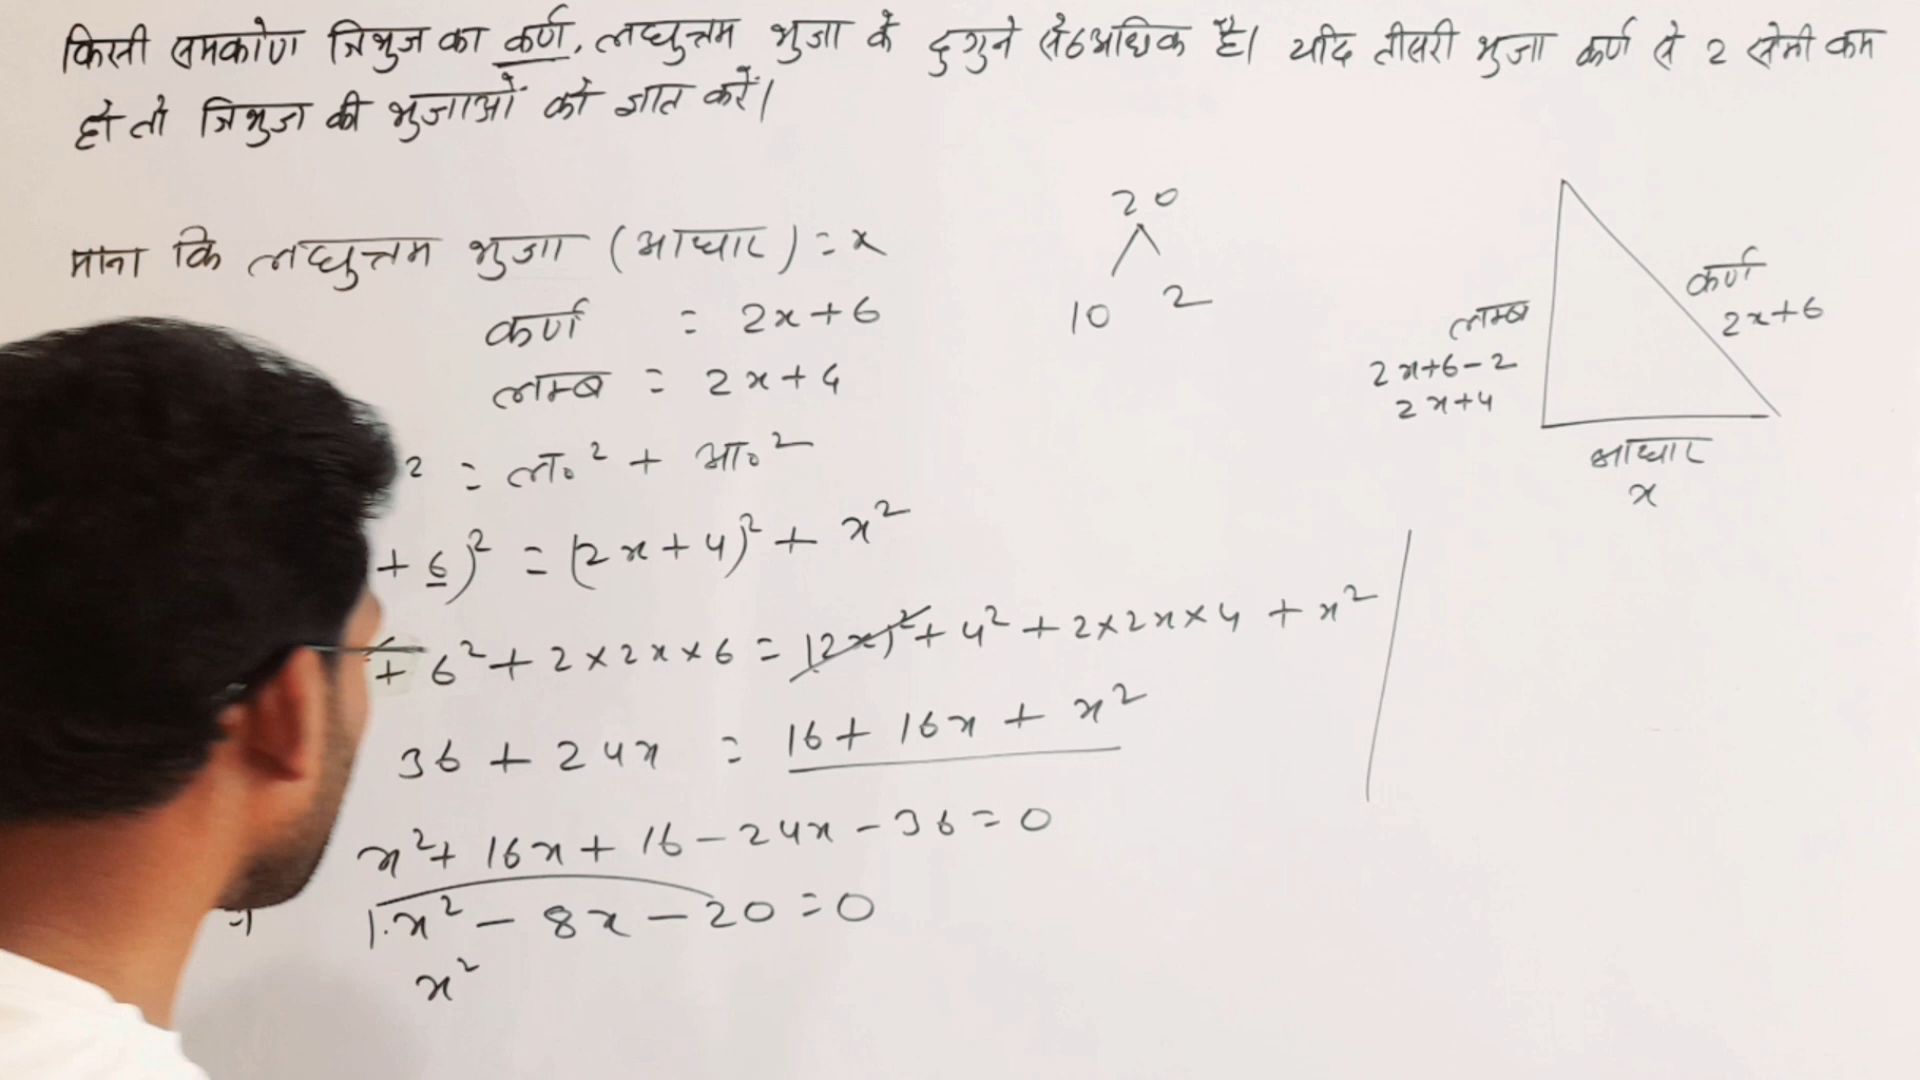 किसी समकोण त्रिभुज का कर्ण, लघुत्तम भुजा के दुगुने से 6 अधिक है। यदि तीसरी भुजा कर्ण से 2 सेमी कम
हो तो त्रिभुज की भुजाओं को ज्ञात करें।
माना कि लघुत्तम भुजा (आधार) = x
कर्ण = 2x+6
लम्ब = 2x+4
2 = ल०2 + आ०2
+ 6)2 = (2x+4)2 + x2
+ 62 + 2×2x×6 = (2x)2 + 42 + 2×2x×4 + x2
36 + 24x = 16 + 16x + x2
x2 + 16x + 16 - 24x - 36 = 0
1.x2 - 8x - 20 = 0
x2
20
10 2
कर्ण
2x+6
लम्ब
2x+6-2
2x+4
आधार
x